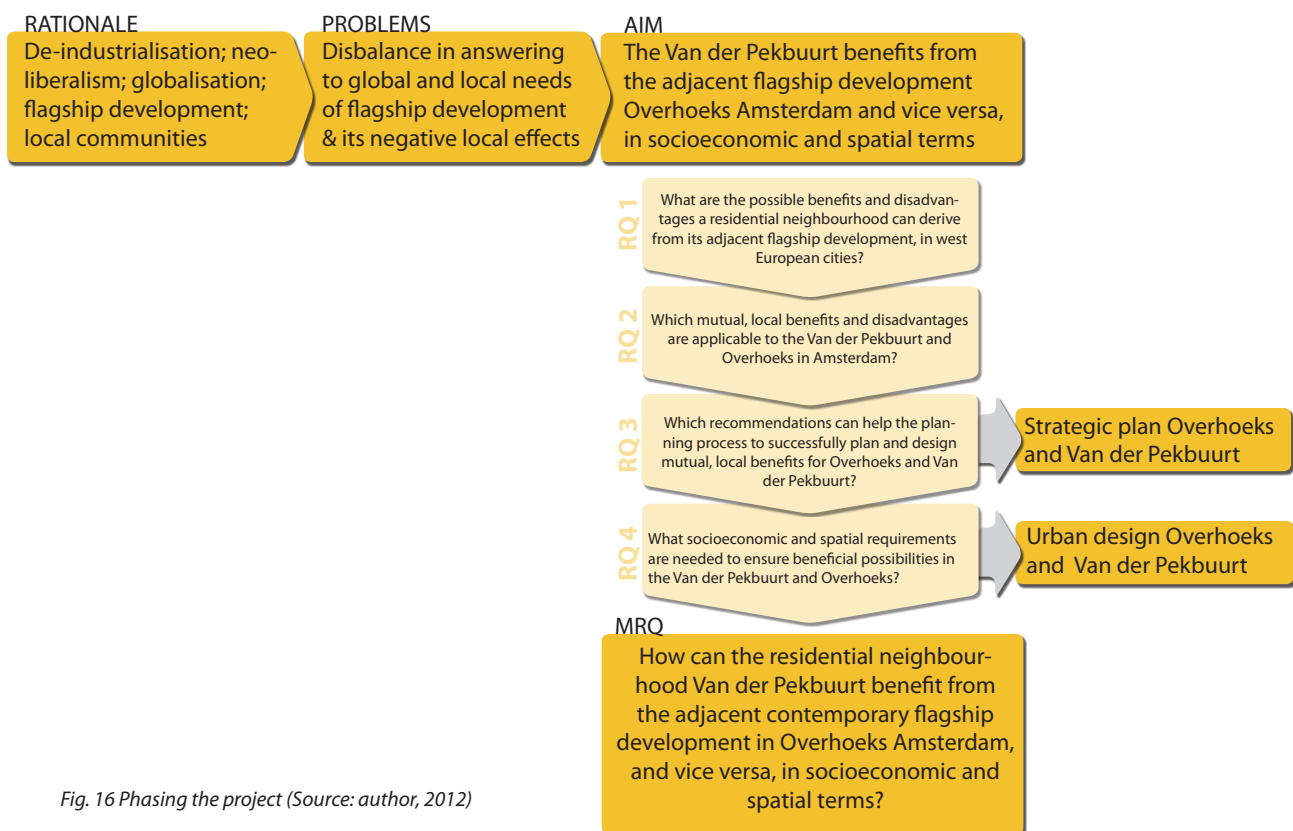 RATIONALE
De-industrialisation; neo-
liberalism; globalisation;
flagship development;
local communities
PROBLEMS
Disbalance in answering
to global and local needs
of flagship development
& its negative local effects
AIM
The Van der Pekbuurt benefits from
the adjacent flagship development
Overhoeks Amsterdam and vice versa,
in socioeconomic and spatial terms
RQ 1
What are the possible benefits and disadvan-
tages a residential neighbourhood can derive
from its adjacent flagship development, in west
European cities?
RQ 2
Which mutual, local benefits and disadvantages
are applicable to the Van der Pekbuurt and
Overhoeks in Amsterdam?
RQ 3
Which recommendations can help the plan-
ning process to successfully plan and design
mutual, local benefits for Overhoeks and Van
der Pekbuurt?
Strategic plan Overhoeks
and Van der Pekbuurt
RQ 4
What socioeconomic and spatial requirements
are needed to ensure beneficial possibilities in
the Van der Pekbuurt and Overhoeks?
Urban design Overhoeks
and Van der Pekbuurt
MRQ
How can the residential neighbour-
hood Van der Pekbuurt benefit from
the adjacent contemporary flagship
development in Overhoeks Amsterdam,
and vice versa, in socioeconomic and
spatial terms?
Fig. 16 Phasing the project (Source: author, 2012)